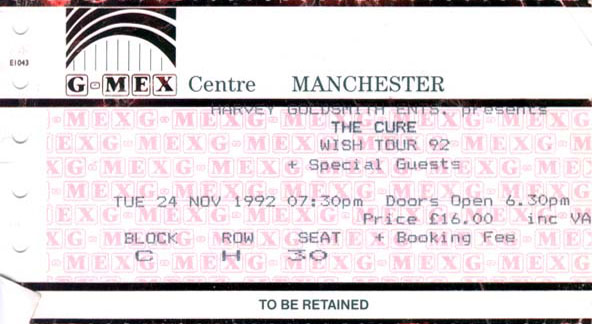 E1043
G-MEX Centre MANCHESTER
HARVEY GOLDSMITH ENTS. presents
THE CURE
WISH TOUR 92
+ Special Guests
TUE 24 NOV 1992 07:30pm Doors Open 6.30pm
Price £16.00 inc VA
BLOCK ROW SEAT + Booking Fee
C H 30
TO BE RETAINED